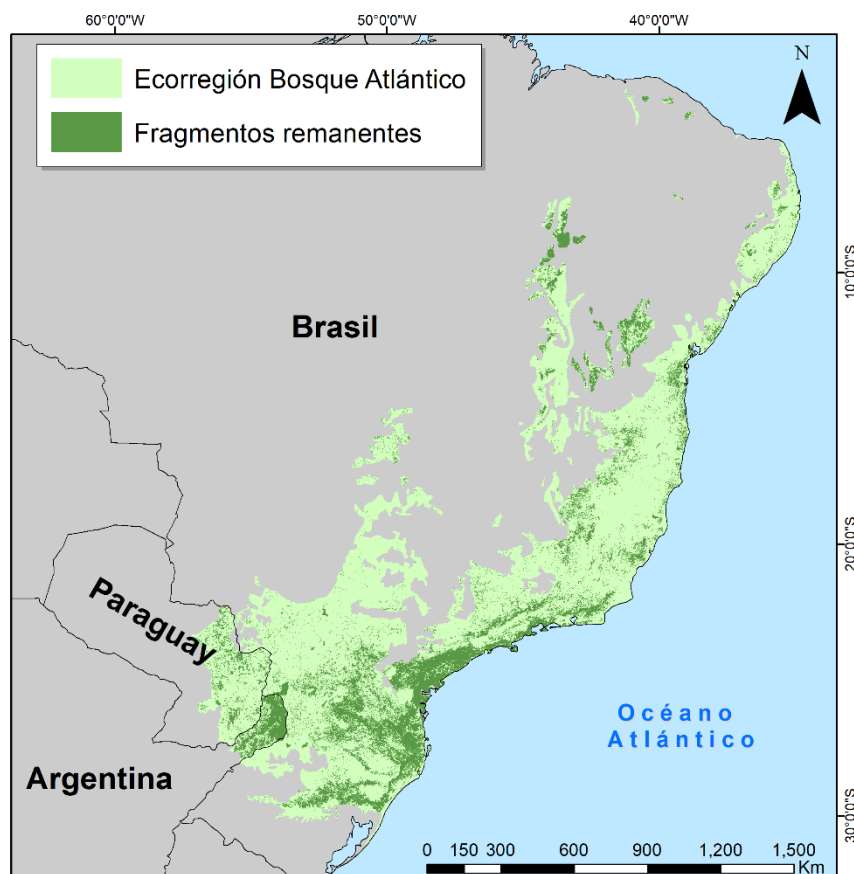 60°0'0"W 50°0'0"W 40°0'0"W
Ecorregión Bosque Atlántico
Fragmentos remanentes
N
10°0'0"S
Brasil
20°0'0"S
Paraguay
Océano
Atlántico
Argentina
30°0'0"S
0 150 300 600 900 1,200 1,500
Km